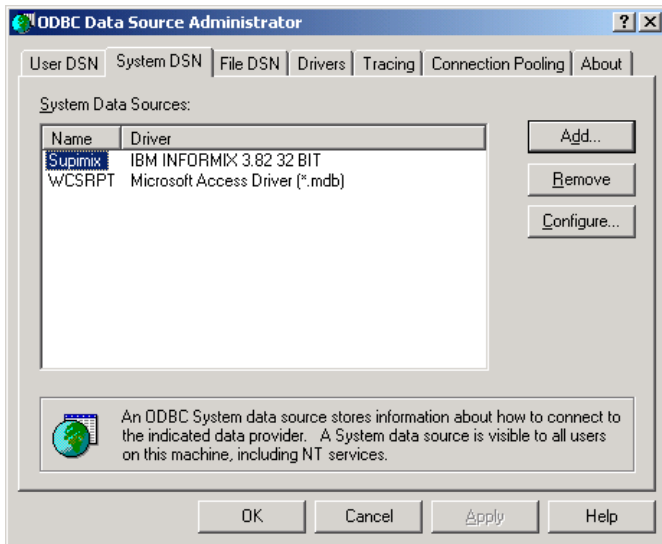 ODBC Data Source Administrator
? X
User DSN System DSN File DSN Drivers Tracing Connection Pooling About
System Data Sources:
Name Driver
Supimix IBM INFORMIX 3.82 32 BIT
WCSRPT Microsoft Access Driver (*.mdb)
Add...
Remove
Configure...
An ODBC System data source stores information about how to connect to
the indicated data provider. A System data source is visible to all users
on this machine, including NT services.
OK Cancel Apply Help